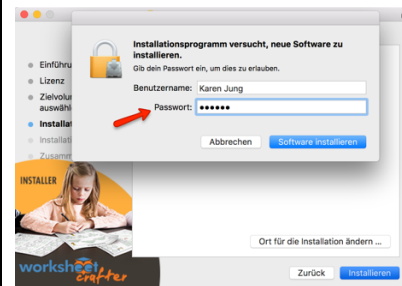 Installationsprogramm versucht, neue Software zu
installieren.
Gib dein Passwort ein, um dies zu erlauben.
Benutzername: Karen Jung
Passwort: ••••••
Abbrechen Software installieren
Einführu
Lizenz
Zielvolur
auswähl
Installat
Installati
Zusamm
INSTALLER
worksheet
crafter
Ort für die Installation ändern ...
Zurück Installieren